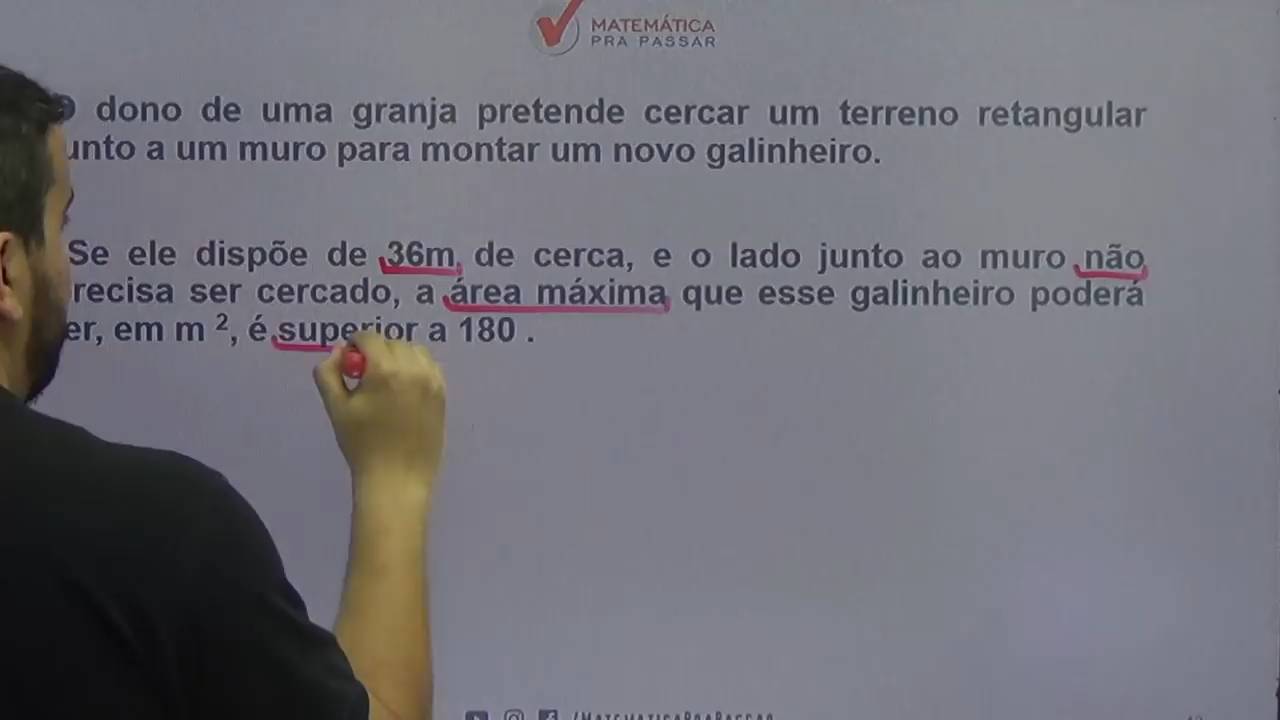 MATEMÁTICA
PRA PASSAR
dono de uma granja pretende cercar um terreno retangular
unto a um muro para montar um novo galinheiro.
Se ele dispõe de 36m, de cerca, e o lado junto ao muro não
recisa ser cercado, a área máxima que esse galinheiro poderá
er, em m ², é superior a 180 .
/MATEMATICAPRAPASSAR